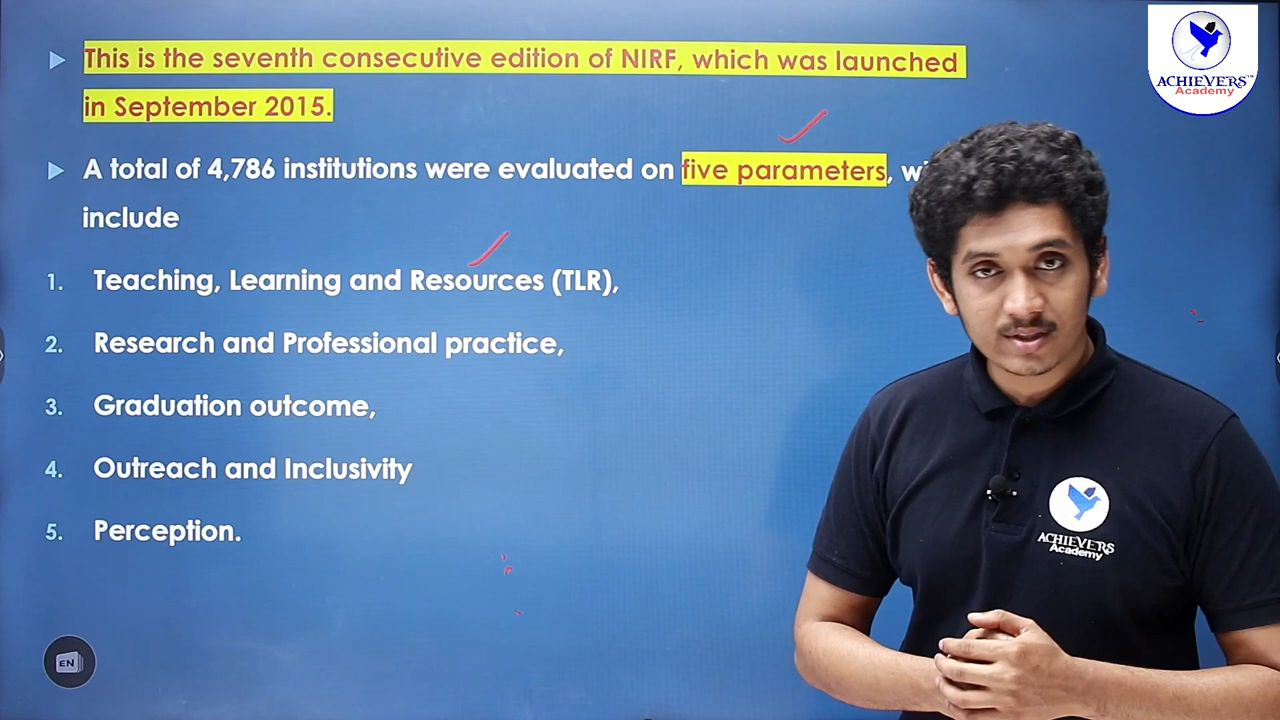 This is the seventh consecutive edition of NIRF, which was launched
in September 2015.
A total of 4,786 institutions were evaluated on five parameters,
include
1. Teaching, Learning and Resources (TLR),
2. Research and Professional practice,
3. Graduation outcome,
4. Outreach and Inclusivity
5. Perception.
EN
ACHIEVERS™
Academy
ACHIEVERS
Academy